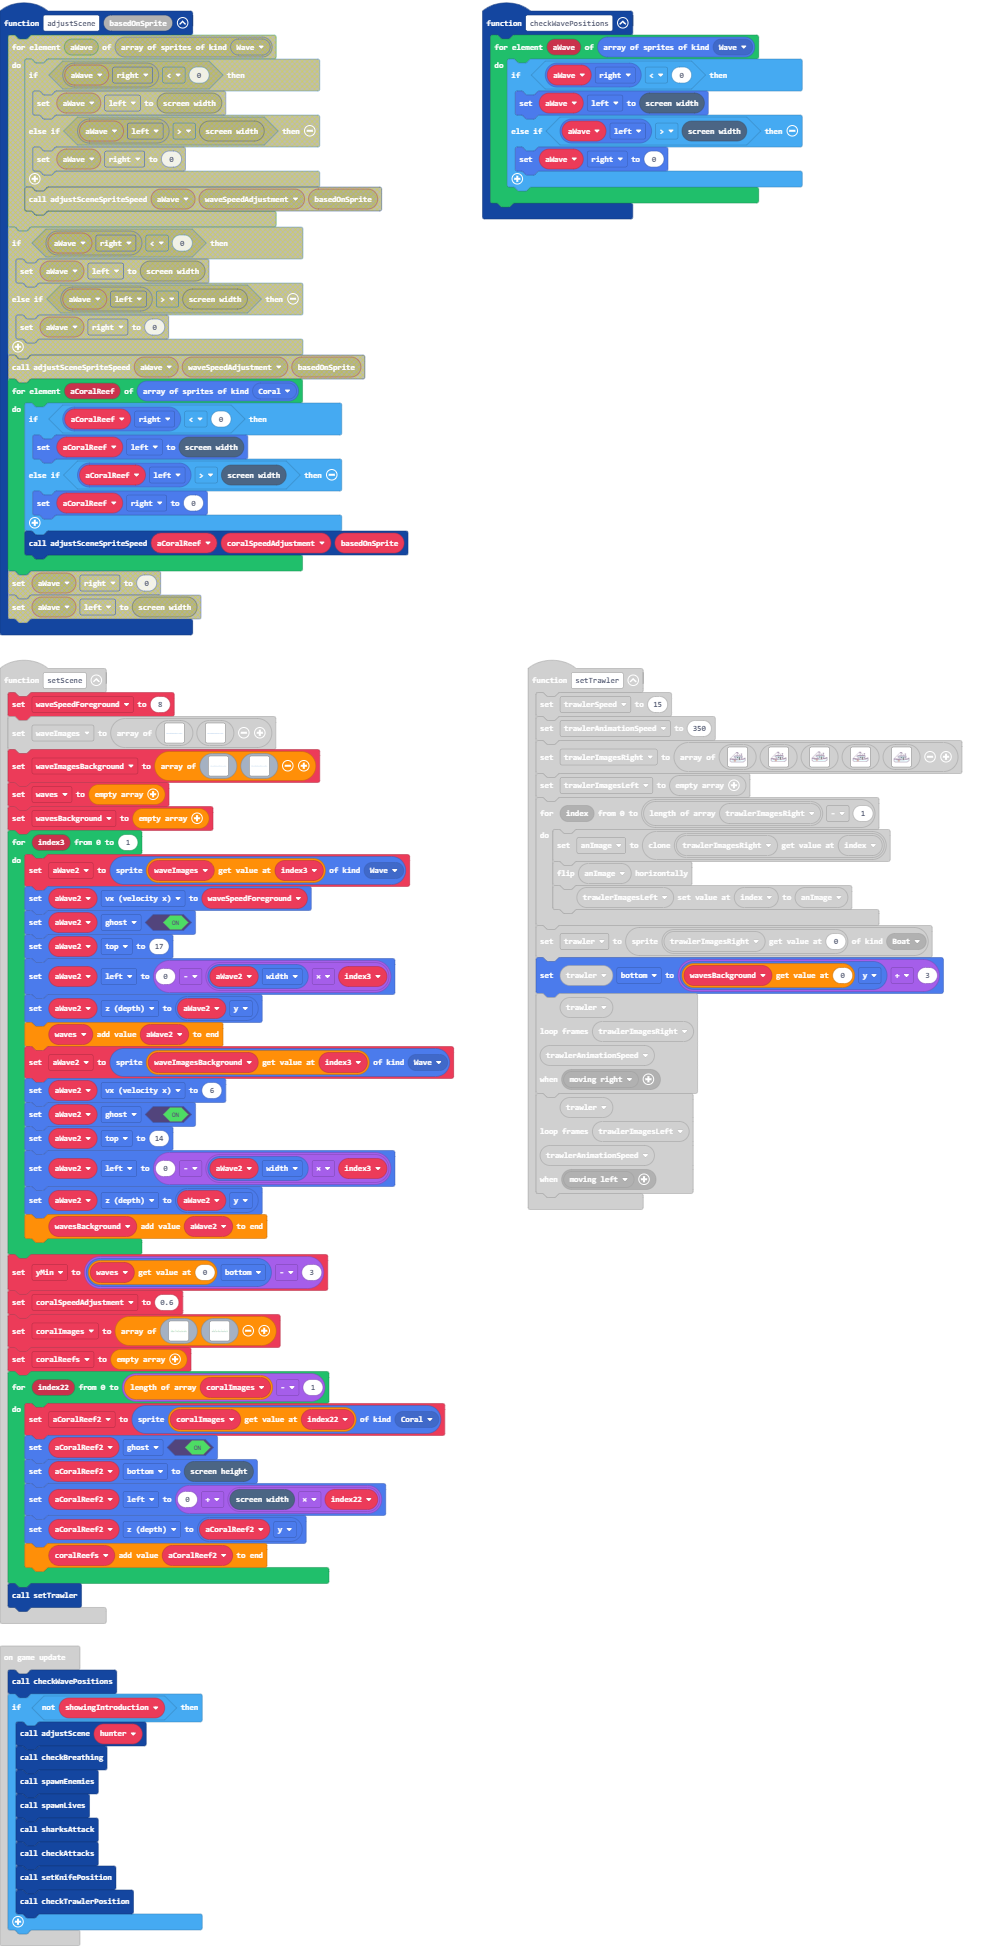 function adjustScene basedOnSprite
for element aWave of array of sprites of kind Wave
do
if aWave right < 0 then
set aWave left to screen width
else if aWave left > screen width then
set aWave right to 0
call adjustSceneSpriteSpeed aWave waveSpeedAdjustment basedOnSprite
if aWave right < 0 then
set aWave left to screen width
else if aWave left > screen width then
set aWave right to 0
call adjustSceneSpriteSpeed aWave waveSpeedAdjustment basedOnSprite
for element aCoralReef of array of sprites of kind Coral
do
if aCoralReef right < 0 then
set aCoralReef left to screen width
else if aCoralReef left > screen width then
set aCoralReef right to 0
call adjustSceneSpriteSpeed aCoralReef coralSpeedAdjustment basedOnSprite
set aWave right to 0
set aWave left to screen width
function checkWavePositions
for element aWave of array of sprites of kind Wave
do
if aWave right < 0 then
set aWave left to screen width
else if aWave left > screen width then
set aWave right to 0
function setScene
set waveSpeedForeground to 8
set waveImages to array of
set waveImagesBackground to array of
set waves to empty array
set wavesBackground to empty array
for index3 from 0 to 1
do
set aWave2 to sprite waveImages get value at index3 of kind Wave
set aWave2 vx (velocity x) to waveSpeedForeground
set aWave2 ghost ON
set aWave2 top to 17
set aWave2 left to 0 - aWave2 width × index3
set aWave2 z (depth) to aWave2 y
waves add value aWave2 to end
set aWave2 to sprite waveImagesBackground get value at index3 of kind Wave
set aWave2 vx (velocity x) to 6
set aWave2 ghost ON
set aWave2 top to 14
set aWave2 left to 0 - aWave2 width × index3
set aWave2 z (depth) to aWave2 y
wavesBackground add value aWave2 to end
set yMin to waves get value at 0 bottom - 3
set coralSpeedAdjustment to 0.6
set coralImages to array of
set coralReefs to empty array
for index22 from 0 to length of array coralImages - 1
do
set aCoralReef2 to sprite coralImages get value at index22 of kind Coral
set aCoralReef2 ghost ON
set aCoralReef2 bottom to screen height
set aCoralReef2 left to 0 + screen width × index22
set aCoralReef2 z (depth) to aCoralReef2 y
coralReefs add value aCoralReef2 to end
call setTrawler
function setTrawler
set trawlerSpeed to 15
set trawlerAnimationSpeed to 350
set trawlerImagesRight to array of
set trawlerImagesLeft to empty array
for index from 0 to length of array trawlerImagesRight - 1
do
set anImage to clone trawlerImagesRight get value at index
flip anImage horizontally
trawlerImagesLeft set value at index to anImage
set trawler to sprite trawlerImagesRight get value at 0 of kind Boat
set trawler bottom to wavesBackground get value at 0 y + 3
trawler
loop frames trawlerImagesRight
trawlerAnimationSpeed
when moving right
trawler
loop frames trawlerImagesLeft
trawlerAnimationSpeed
when moving left
on game update
call checkWavePositions
if not showingIntroduction then
call adjustScene hunter
call checkBreathing
call spawnEnemies
call spawnLives
call sharksAttack
call checkAttacks
call setKnifePosition
call checkTrawlerPosition